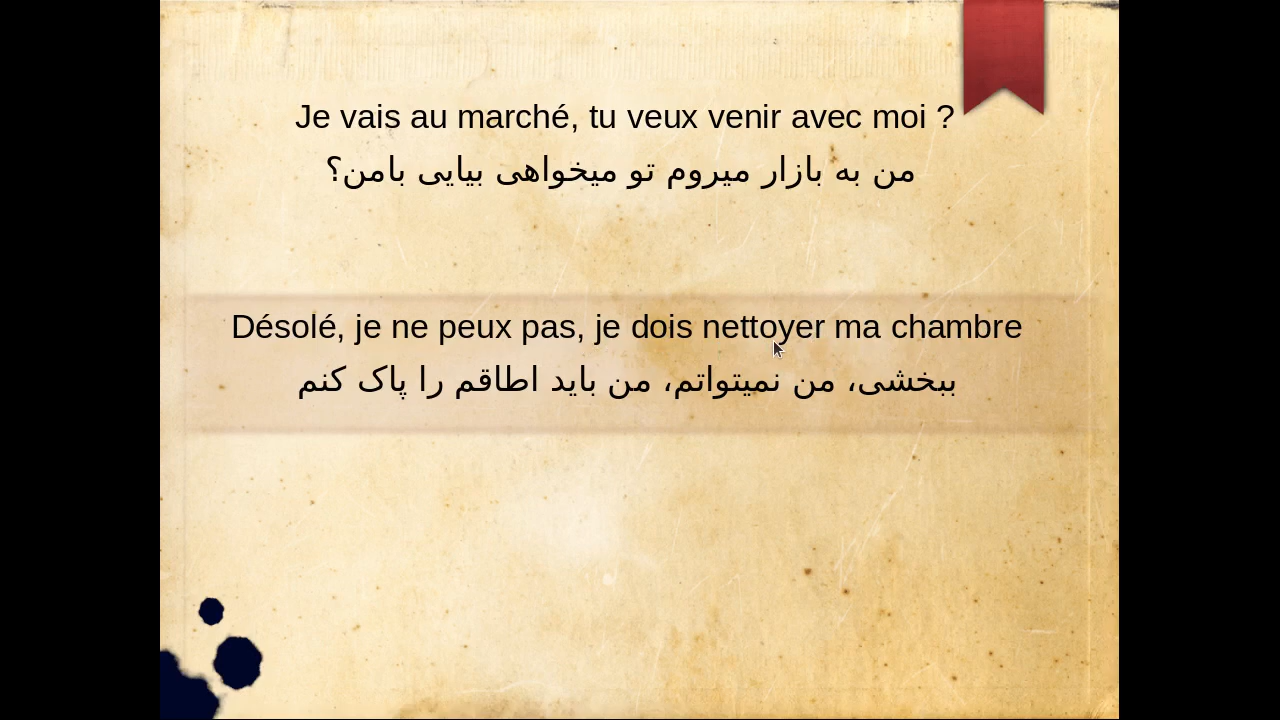 Je vais au marché, tu veux venir avec moi ?
من به بازار میروم تو میخواهی بیایی بامن؟
Désolé, je ne peux pas, je dois nettoyer ma chambre
ببخشی، من نمیتواتم، من باید اطاقم را پاک کنم